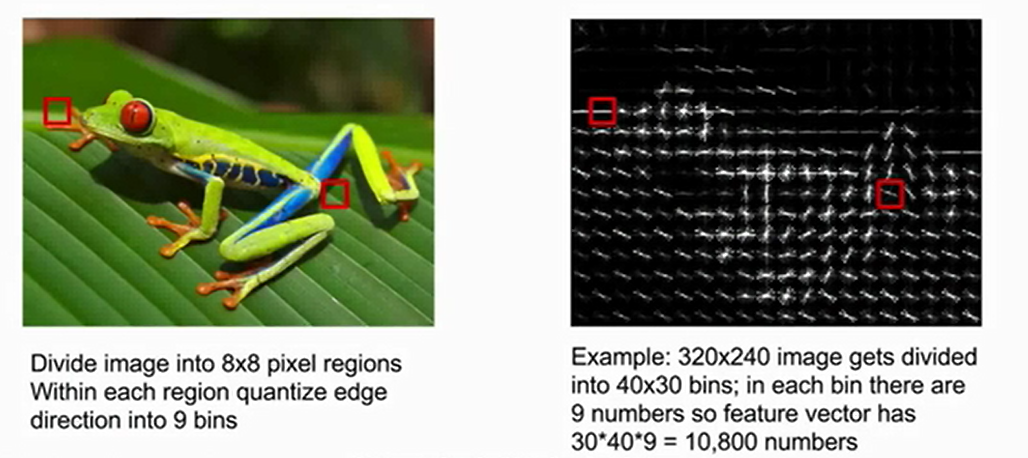 Divide image into 8x8 pixel regions
Within each region quantize edge
direction into 9 bins
Example: 320x240 image gets divided
into 40x30 bins; in each bin there are
9 numbers so feature vector has
30*40*9 = 10,800 numbers